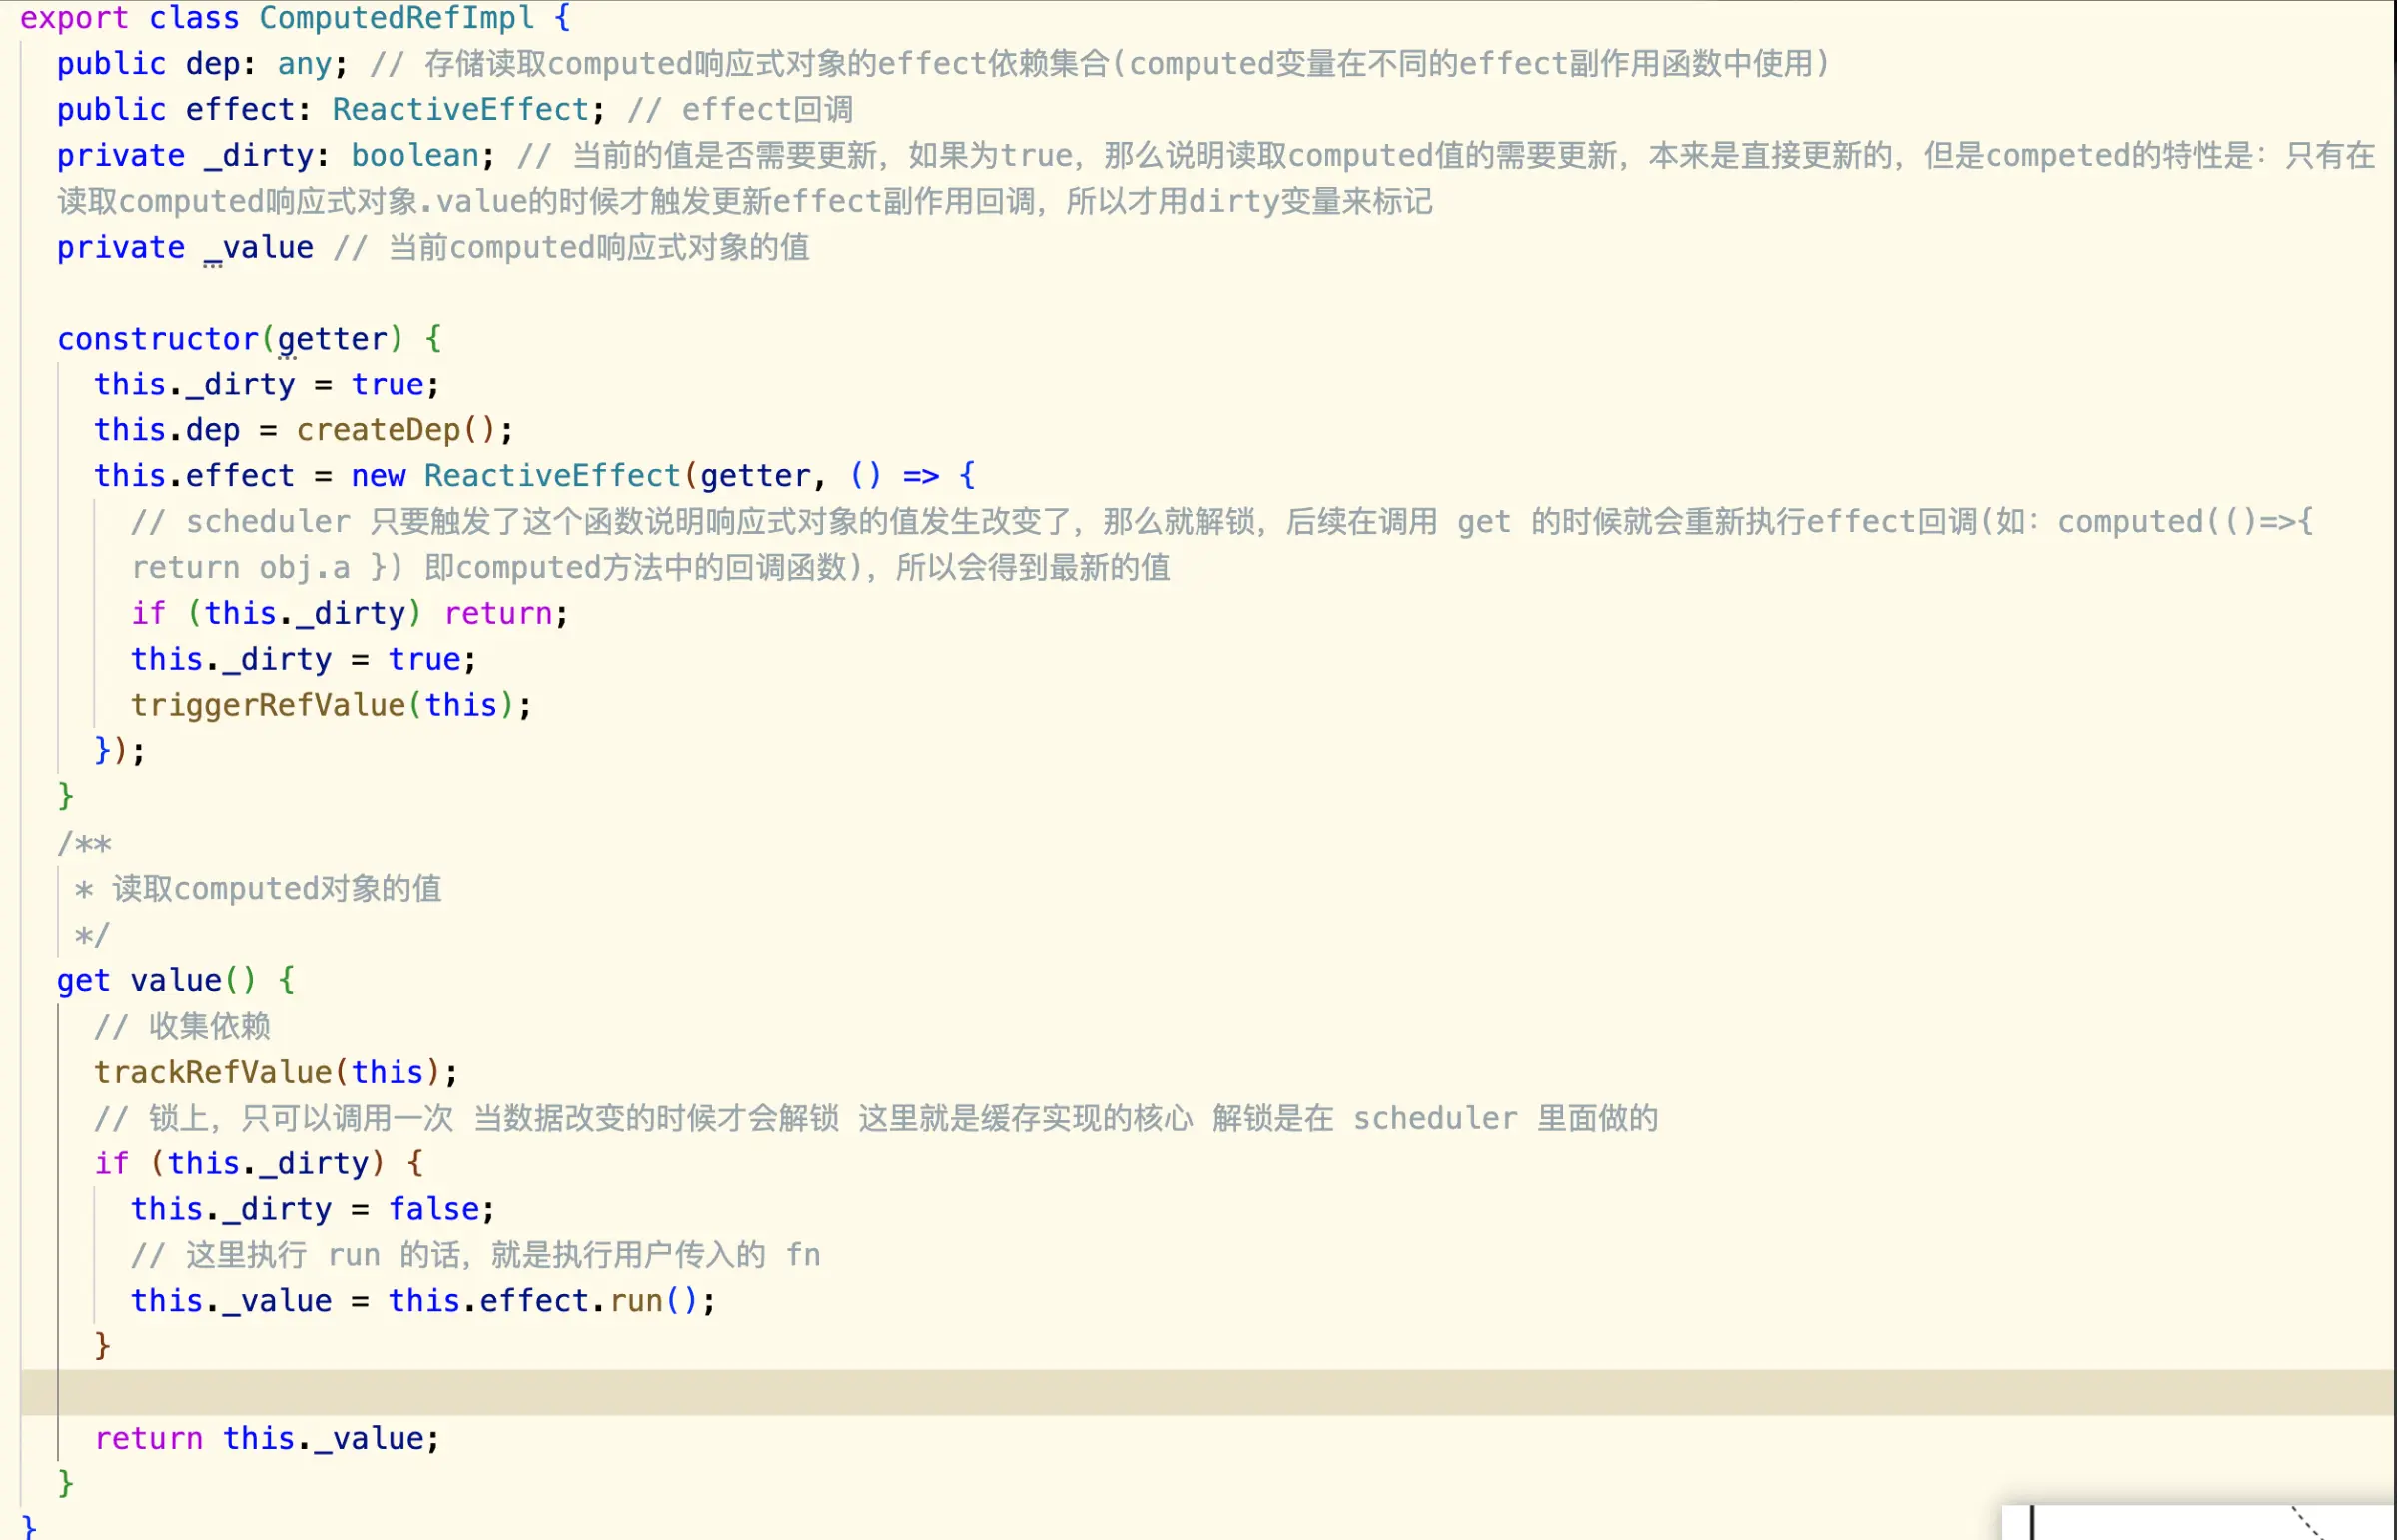 export class ComputedRefImpl {
public dep: any; // 存储读取computed响应式对象的effect依赖集合(computed变量在不同的effect副作用函数中使用)
public effect: ReactiveEffect; // effect回调
private _dirty: boolean; // 当前的值是否需要更新，如果为true，那么说明读取computed值的需要更新，本来是直接更新的，但是competed的特性是：只有在
读取computed响应式对象.value的时候才触发更新effect副作用回调，所以才用dirty变量来标记
private _value // 当前computed响应式对象的值
constructor(getter) {
this._dirty = true;
this.dep = createDep();
this.effect = new ReactiveEffect(getter, () => {
// scheduler 只要触发了这个函数说明响应式对象的值发生改变了，那么就解锁，后续在调用 get 的时候就会重新执行effect回调(如：computed(()=>{
return obj.a }) 即computed方法中的回调函数)，所以会得到最新的值
if (this._dirty) return;
this._dirty = true;
triggerRefValue(this);
});
}
/**
* 读取computed对象的值
*/
get value() {
// 收集依赖
trackRefValue(this);
// 锁上，只可以调用一次 当数据改变的时候才会解锁 这里就是缓存实现的核心 解锁是在 scheduler 里面做的
if (this._dirty) {
this._dirty = false;
// 这里执行 run 的话，就是执行用户传入的 fn
this._value = this.effect.run();
}
return this._value;
}
}